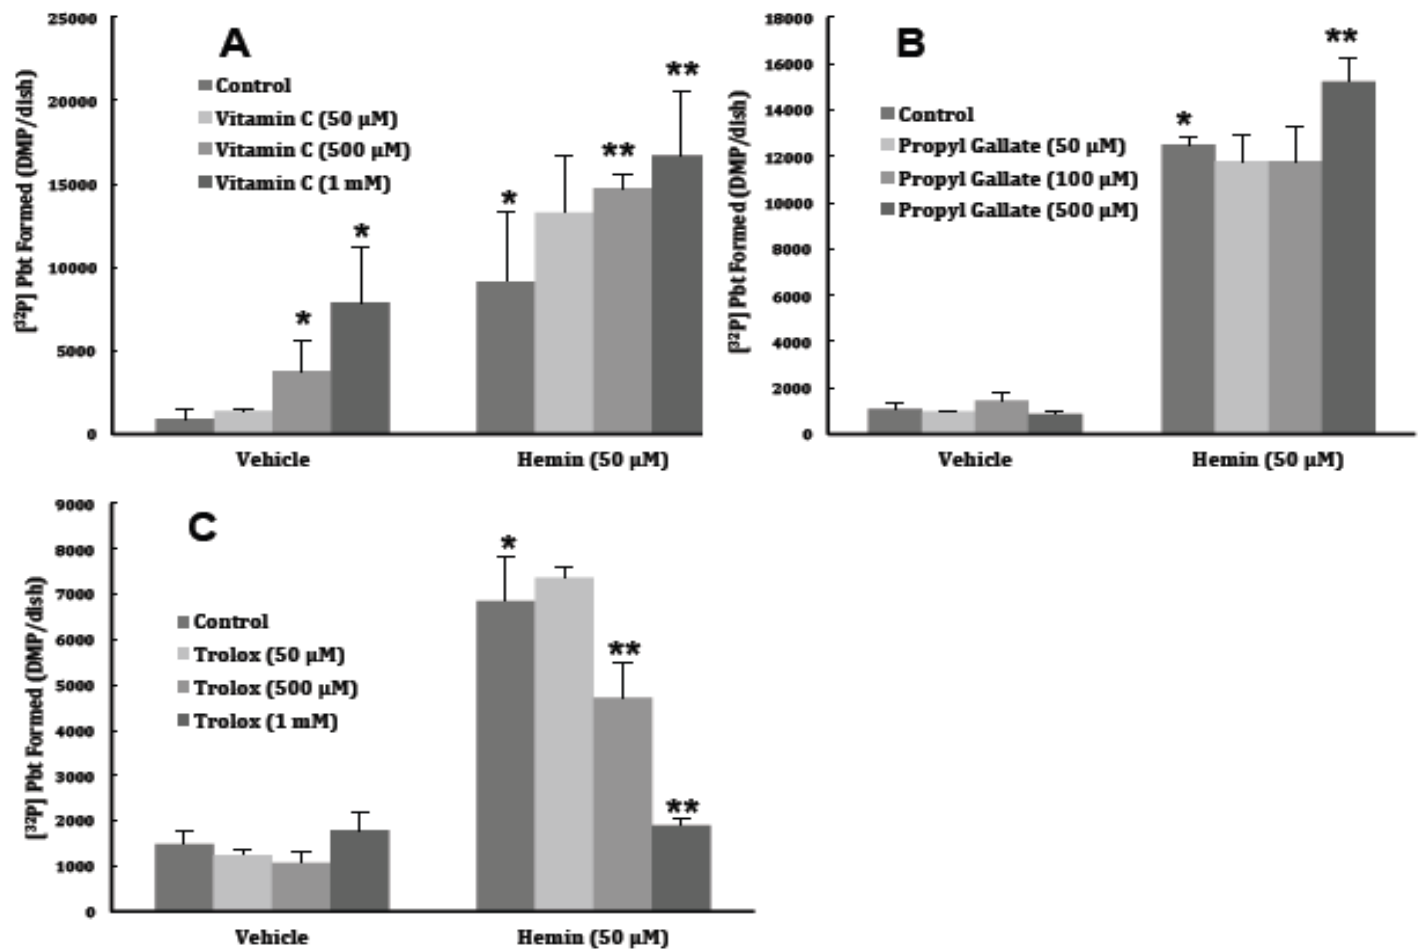 A
[³²P] Pbt Formed (DMP/dish)
25000
20000
15000
10000
5000
0
Control
Vitamin C (50 µM)
Vitamin C (500 µM)
Vitamin C (1 mM)
*
*
*
**
**
Vehicle
Hemin (50 µM)
B
[³²P] Pbt Formed (DMP/dish)
18000
16000
14000
12000
10000
8000
6000
4000
2000
0
Control
Propyl Gallate (50 µM)
Propyl Gallate (100 µM)
Propyl Gallate (500 µM)
*
**
Vehicle
Hemin (50 µM)
C
[³²P] Pbt Formed (DMP/dish)
9000
8000
7000
6000
5000
4000
3000
2000
1000
0
Control
Trolox (50 µM)
Trolox (500 µM)
Trolox (1 mM)
*
**
**
Vehicle
Hemin (50 µM)